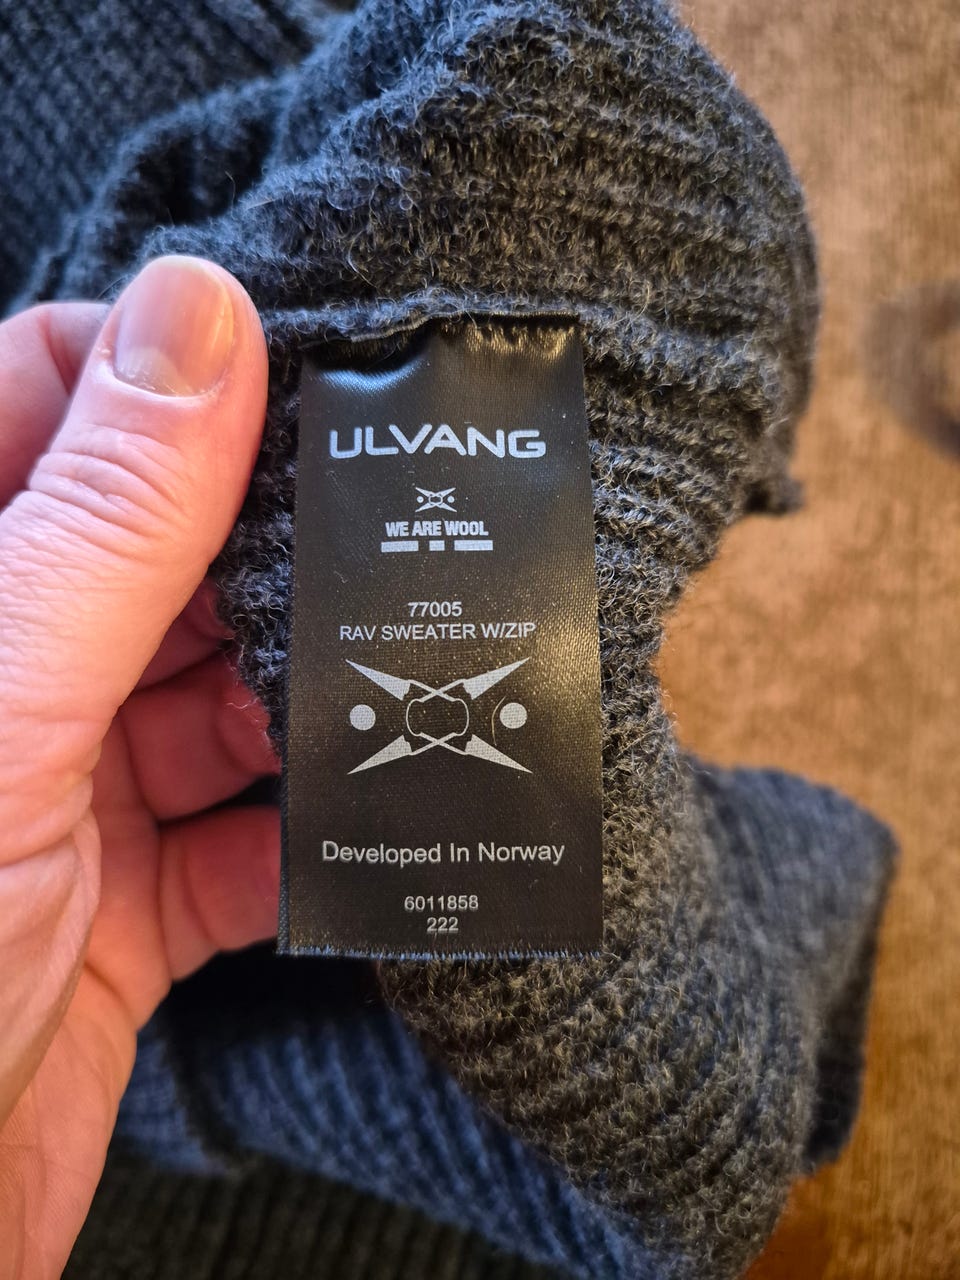 ULVANG
WE ARE WOOL
77005
RAV SWEATER W/ZIP
Developed In Norway
6011858
222